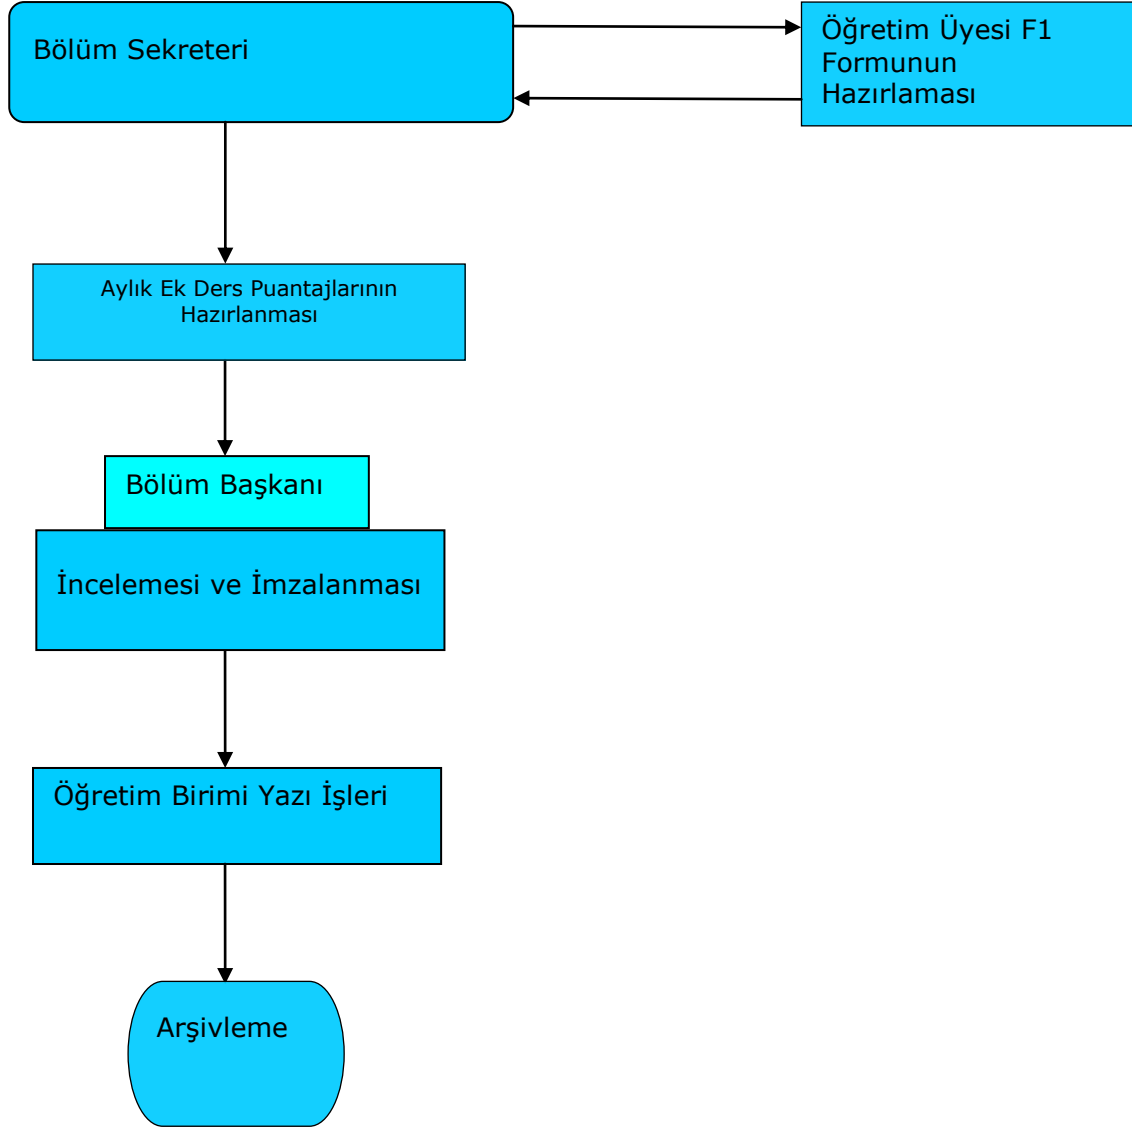 Bölüm Sekreteri
Öğretim Üyesi F1
Formunun
Hazırlaması
Aylık Ek Ders Puantajlarının
Hazırlanması
Bölüm Başkanı
İncelemesi ve İmzalanması
Öğretim Birimi Yazı İşleri
Arşivleme